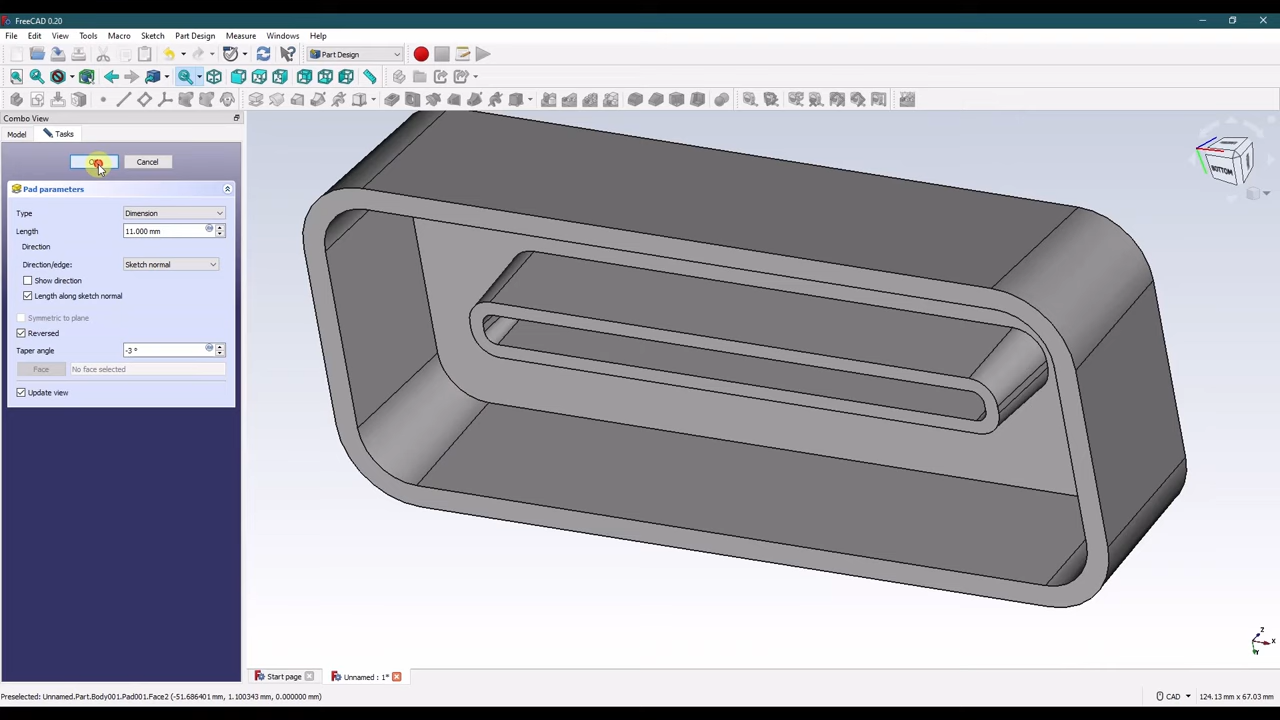 FreeCAD 0.20
File Edit View Tools Macro Sketch Part Design Measure Windows Help
Part Design
Combo View
Model Tasks
Cancel
Pad parameters
Type Dimension
Length 11.000 mm
Direction
Direction/edge: Sketch normal
Show direction
Length along sketch normal
Symmetric to plane
Reversed
Taper angle -3 °
Face No face selected
Update view
BOTTOM
Z
X
Y
Start page Unnamed : 1*
Preselected: Unnamed.Part.Body001.Pad001.Face2 (-51.686401 mm, 1.100343 mm, 0.000000 mm) CAD 124.13 mm x 67.03 mm